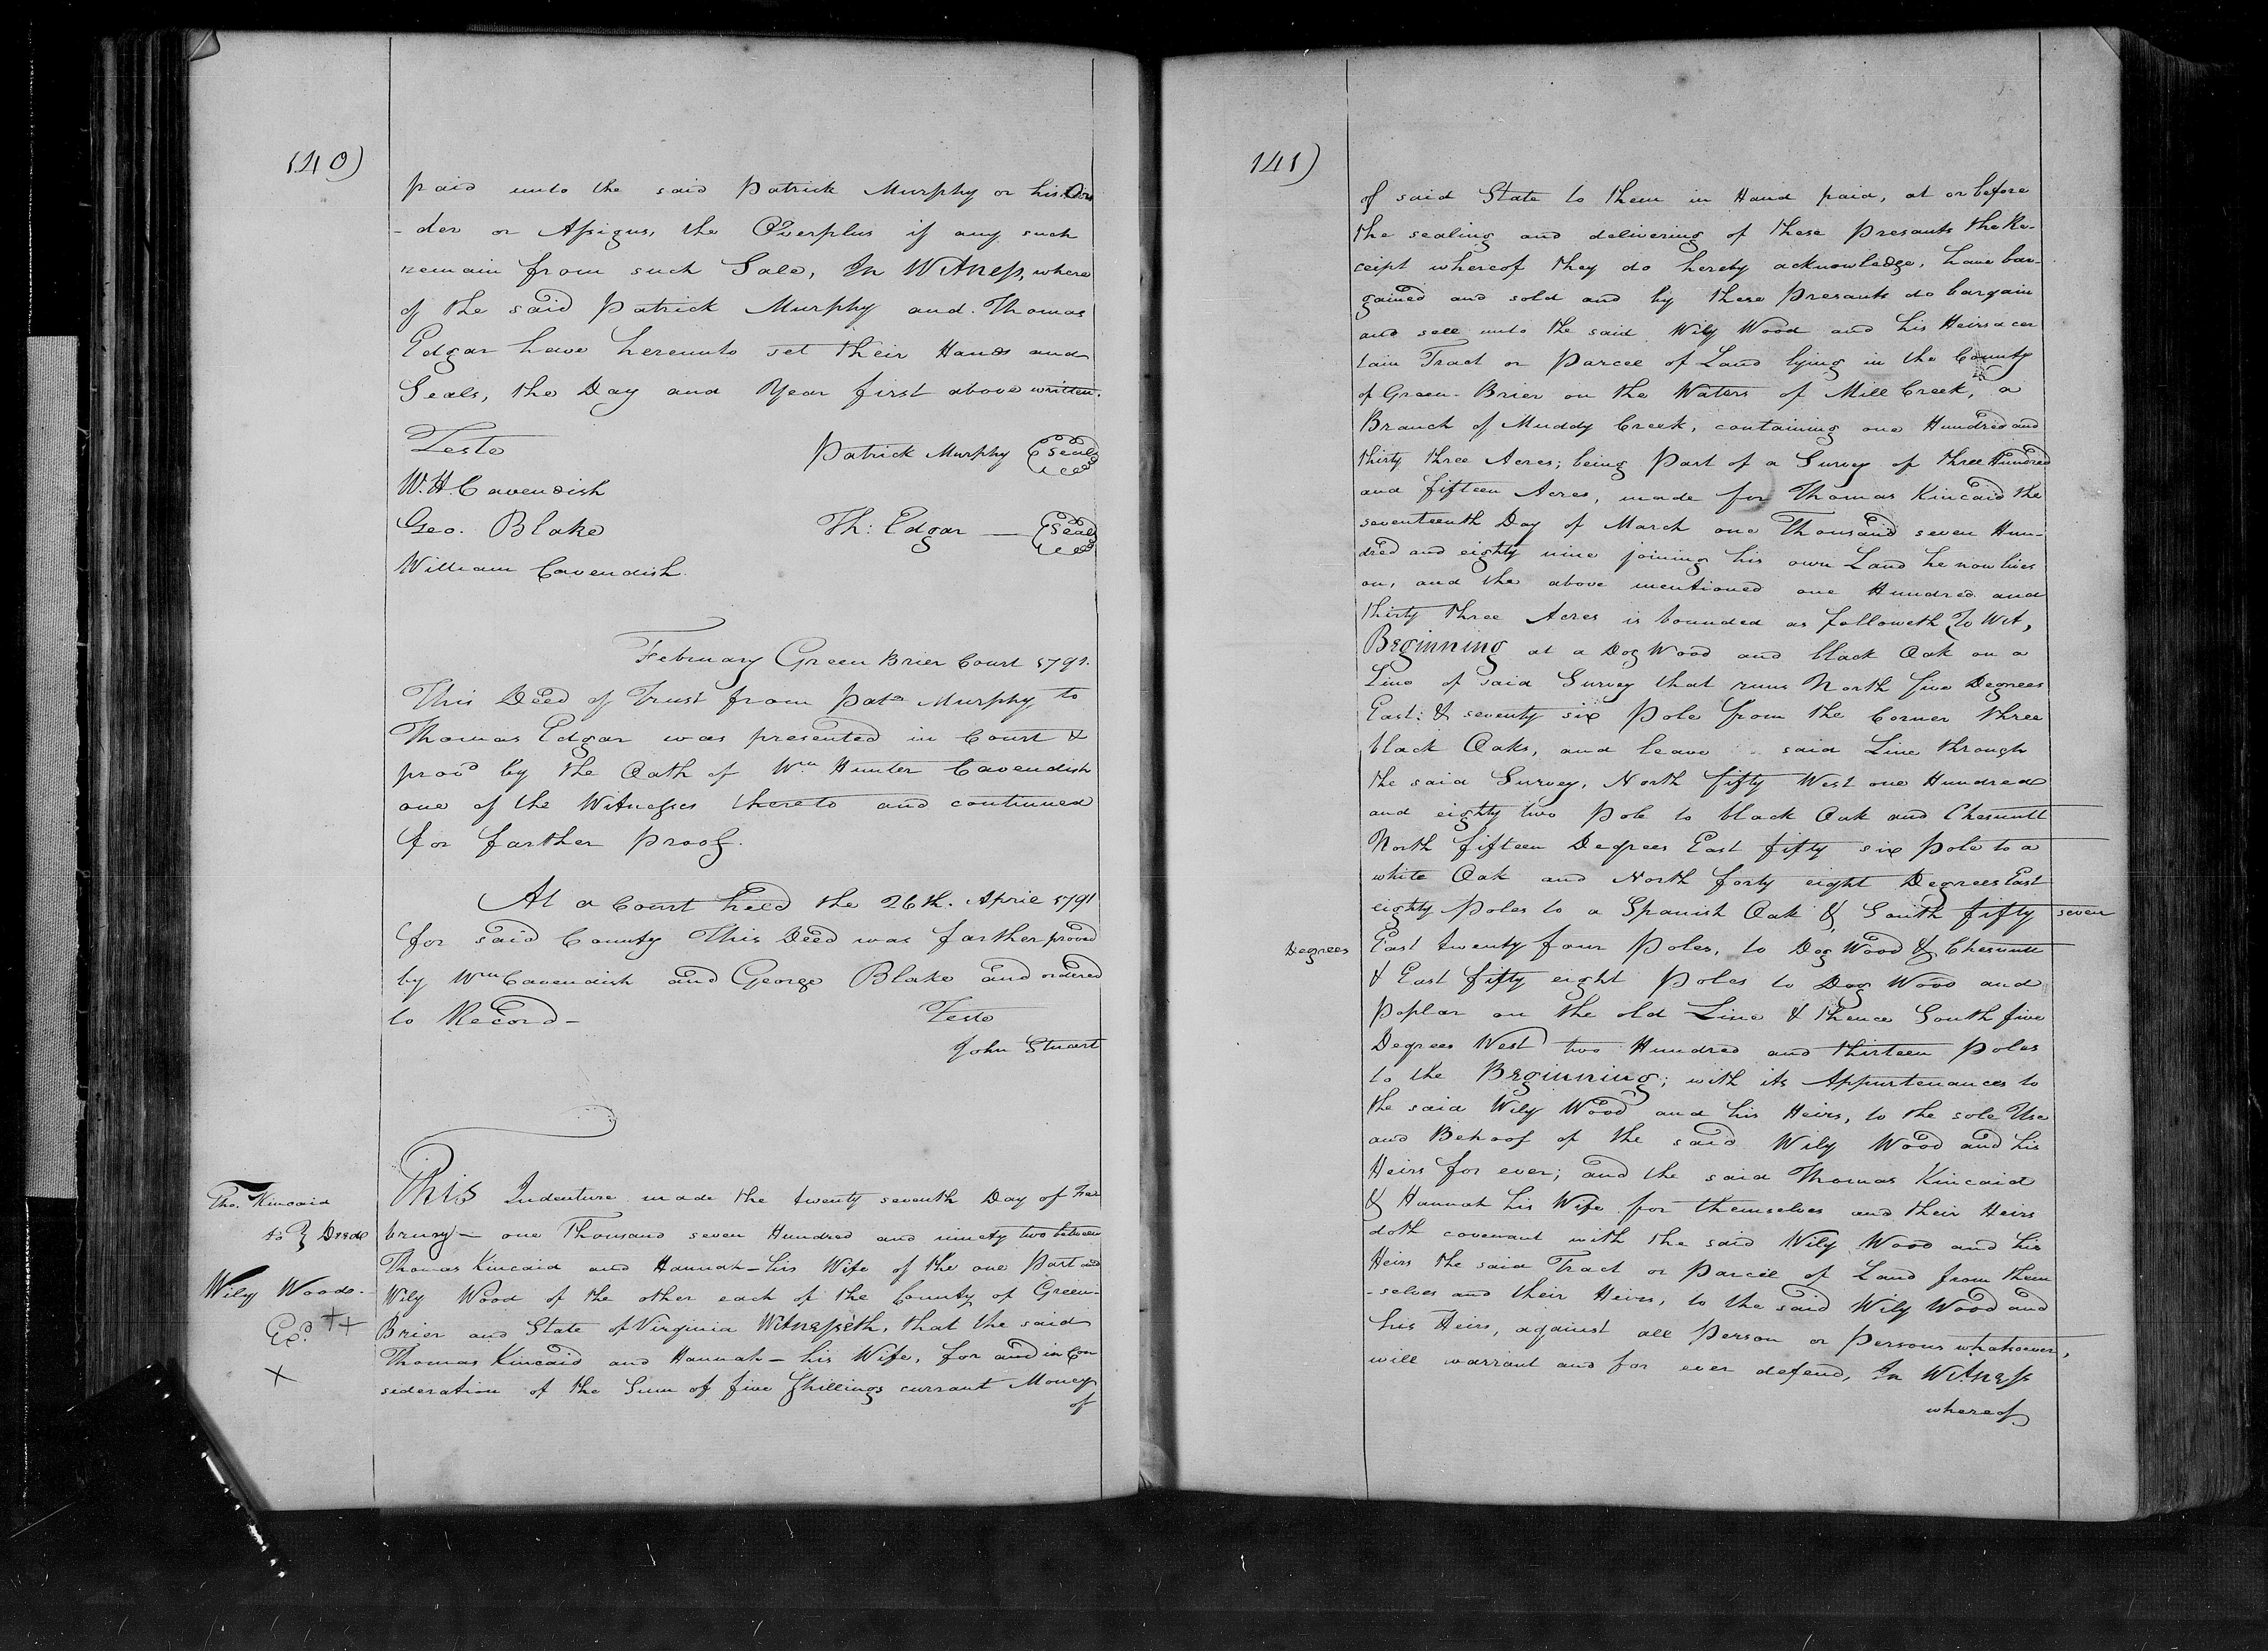 140)
paid unto the said Patrick Murphy or his Or
-der or Assigns, the Overplus if any such
remain from such Sale, In Witness, where
of the said Patrick Murphy and Thomas
Edgar have hereunto set their Hands and
Seals, the Day and Year first above written.
Teste
Patrick Murphy Seal
W. H. Cavendish
Geo. Blake
Th: Edgar — Seal
William Cavendish
February Green Brier Court 1791.
This Deed of Trust from Patk Murphy to
Thomas Edgar was presented in Court &
prov'd by the Oath of Wm Hunter Cavendish
one of the Witnesses thereto and continued
for farther proof.
At a Court held the 26th. April 1791
for said County This Deed was farther proved
by Wm Cavendish and George Blake and ordered
to Record —
Teste
John Stuart
Tho. Kincaid
to } Deed
Wily Woods.
Exd. ++
x
This Indenture made the twenty seventh Day of Fe
bruary — one Thousand seven Hundred and ninety two between
Thomas Kincaid and Hannah — his Wife of the one Part and
Wily Wood of the other each of the County of Green-
Brier and State of Virginia Witnesseth, that the said
Thomas Kincaid and Hannah — his Wife, for and in Con
sideration of the Sum of five Shillings currant Money
of
141)
of said State to them in Hand paid, at or before
the sealing and delivering of these Presants the Re-
ceipt whereof they do hereby acknowledge, have bar-
gained and sold and by these Presants do bargain
and sell unto the said Wily Wood and his Heirs a cer
tain Tract or Parcel of Land lying in the County
of Green-Brier on the Waters of Mill Creek, a
Branch of Muddy Creek, containing one Hundred and
thirty three Acres; being Part of a Survey of three Hundred
and fifteen Acres, made for Thomas Kincaid the
seventeenth Day of March one Thousand seven Hun-
dred and eighty nine joining his own Land he now lives
on, and the above mentioned one Hundred and
thirty three Acres is bounded as followeth To Wit,
Beginning at a Dog Wood and black Oak on a
Line of said Survey that runs North five Degrees
East: & seventy six Pole from the Corner three
black Oaks, and leave said Line through
the said Survey, North fifty West one Hundred
and eighty two Pole to black Oak and Chesnutt
North fifteen Degrees East fifty six Pole to a
white Oak and North forty eight Degrees East
eighty Poles to a Spanish Oak & South fifty seven
Degrees East twenty four Poles, to Dog Wood & Chesnutt
& East fifty eight Poles to Dog Wood and
Poplar on the old Line & thence South five
Degrees West two Hundred and thirteen Poles
to the Beginning; with its Appurtenances to
the said Wily Wood and his Heirs, to the sole Use
and Behoof of the said Wily Wood and his
Heirs for ever; and the said Thomas Kincaid
& Hannah his Wife for themselves and their Heirs
doth covenant with the said Wily Wood and his
Heirs the said Tract or Parcel of Land from them
-selves and their Heirs, to the said Wily Wood and
his Heirs, against all Person or Persons whatsoever,
will warrant and for ever defend, In Witness
whereof